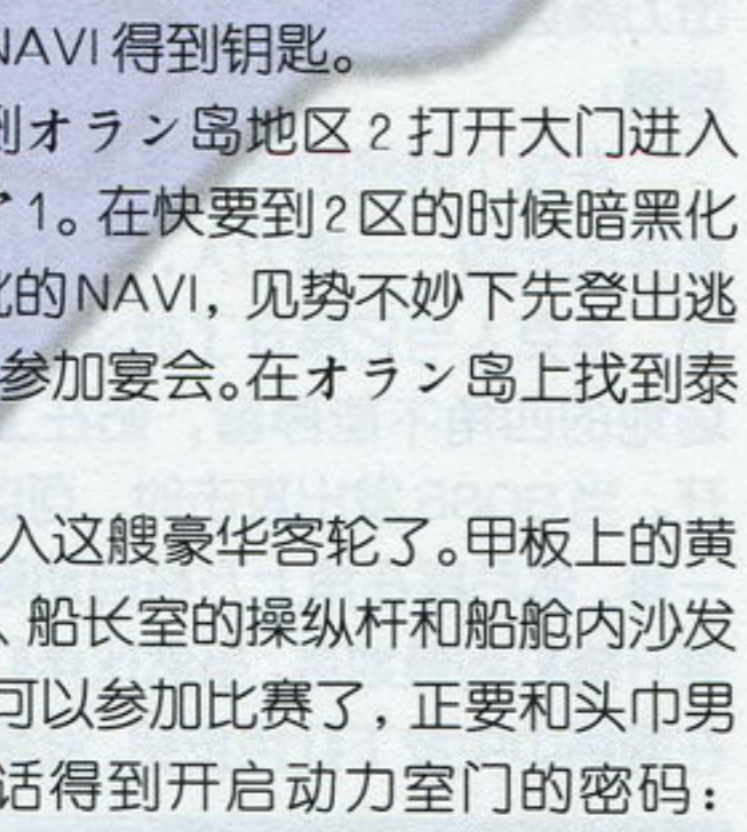 NAVI 得到钥匙。
到オラン岛地区2打开大门进入
1。在快要到2区的时候暗黑化
的NAVI，见势不妙下先登出逃
参加宴会。在オラン岛上找到泰
入这艘豪华客轮了。甲板上的黄
、船长室的操纵杆和船舱内沙发
可以参加比赛了，正要和头巾男
话得到开启动力室门的密码：